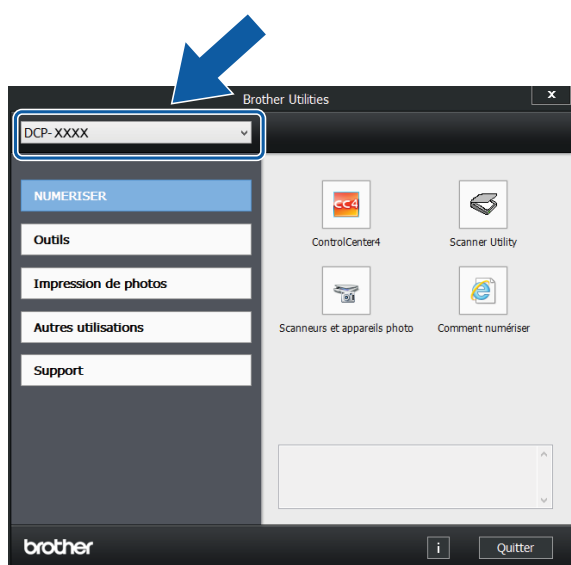 Brother Utilities
x
DCP-XXXX
NUMERISER
Outils
Impression de photos
Autres utilisations
Support
CC4
ControlCenter4
Scanner Utility
Scanneurs et appareils photo
Comment numériser
brother
i
Quitter